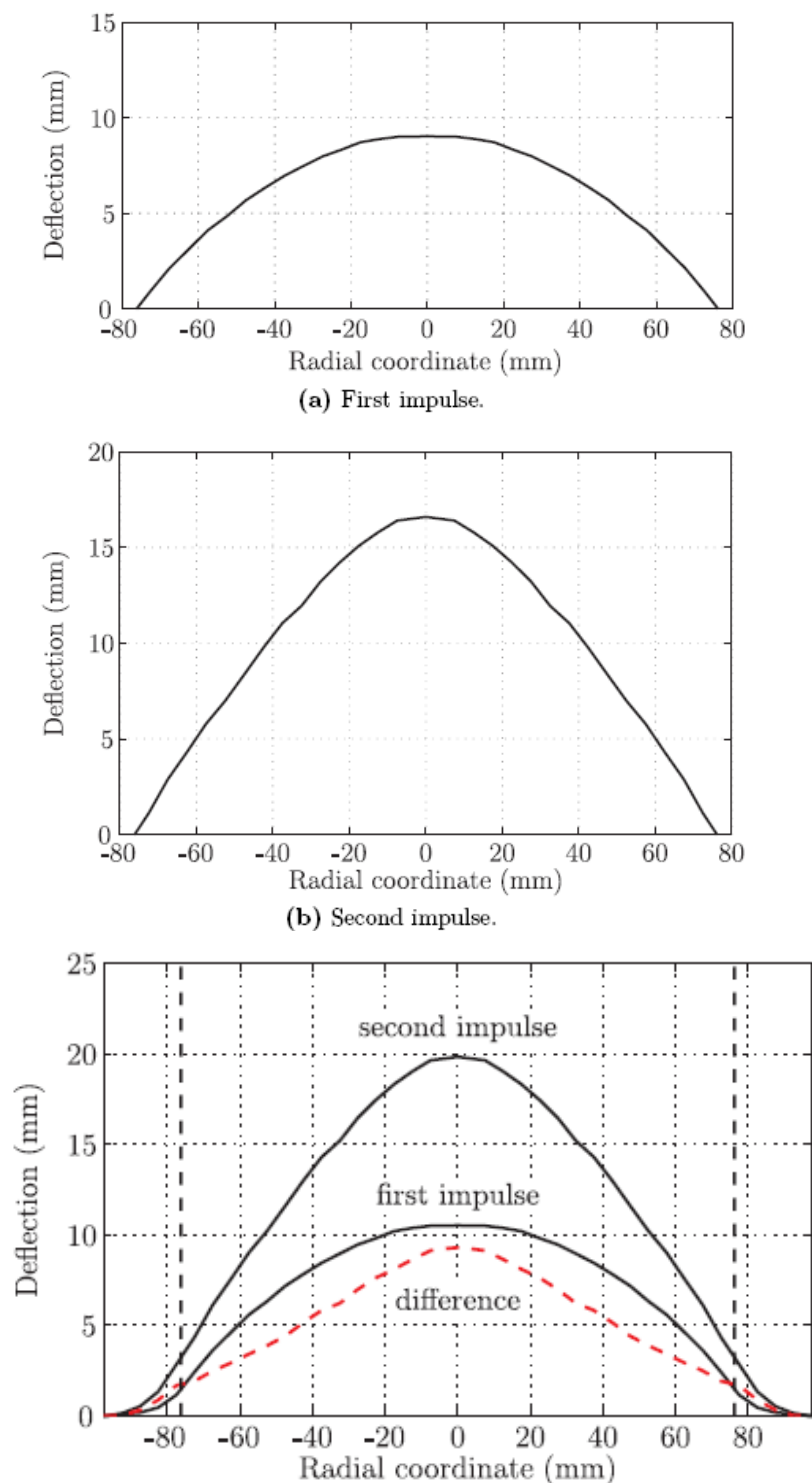 15
10
5
0
Deflection (mm)
-80 -60 -40 -20 0 20 40 60 80
Radial coordinate (mm)
(a) First impulse.
20
15
10
5
0
Deflection (mm)
-80 -60 -40 -20 0 20 40 60 80
Radial coordinate (mm)
(b) Second impulse.
25
20
15
10
5
0
Deflection (mm)
second impulse
first impulse
difference
-80 -60 -40 -20 0 20 40 60 80
Radial coordinate (mm)